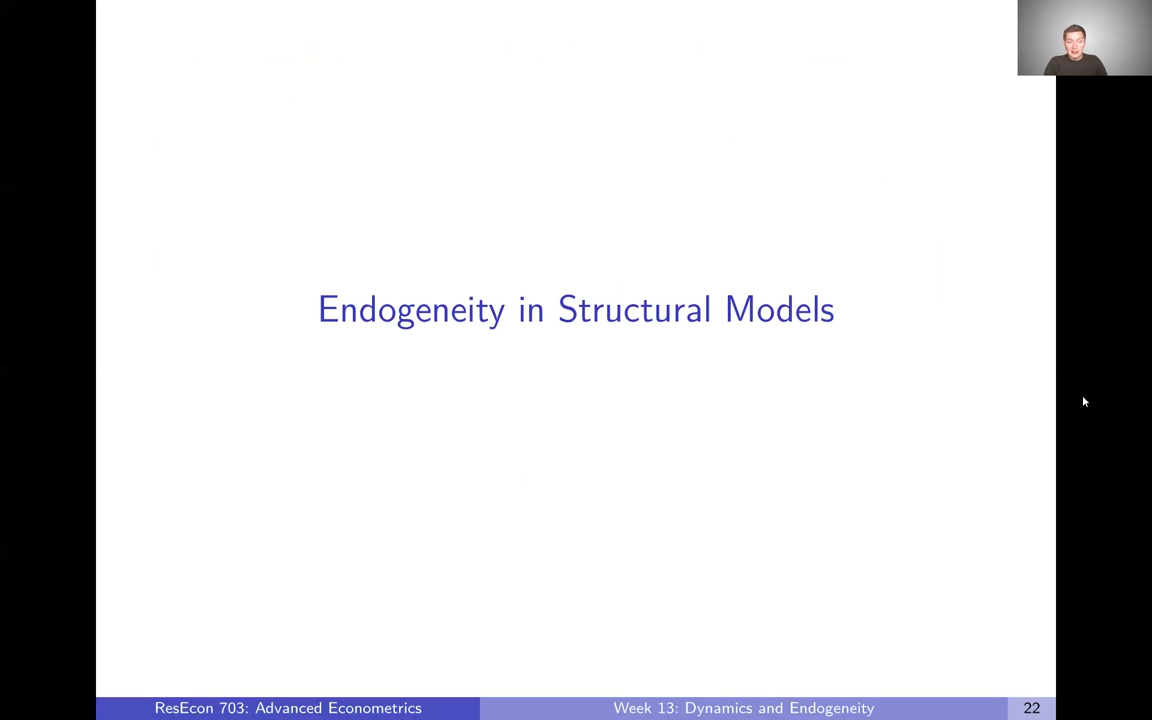 Endogeneity in Structural Models
ResEcon 703: Advanced Econometrics
Week 13: Dynamics and Endogeneity
22